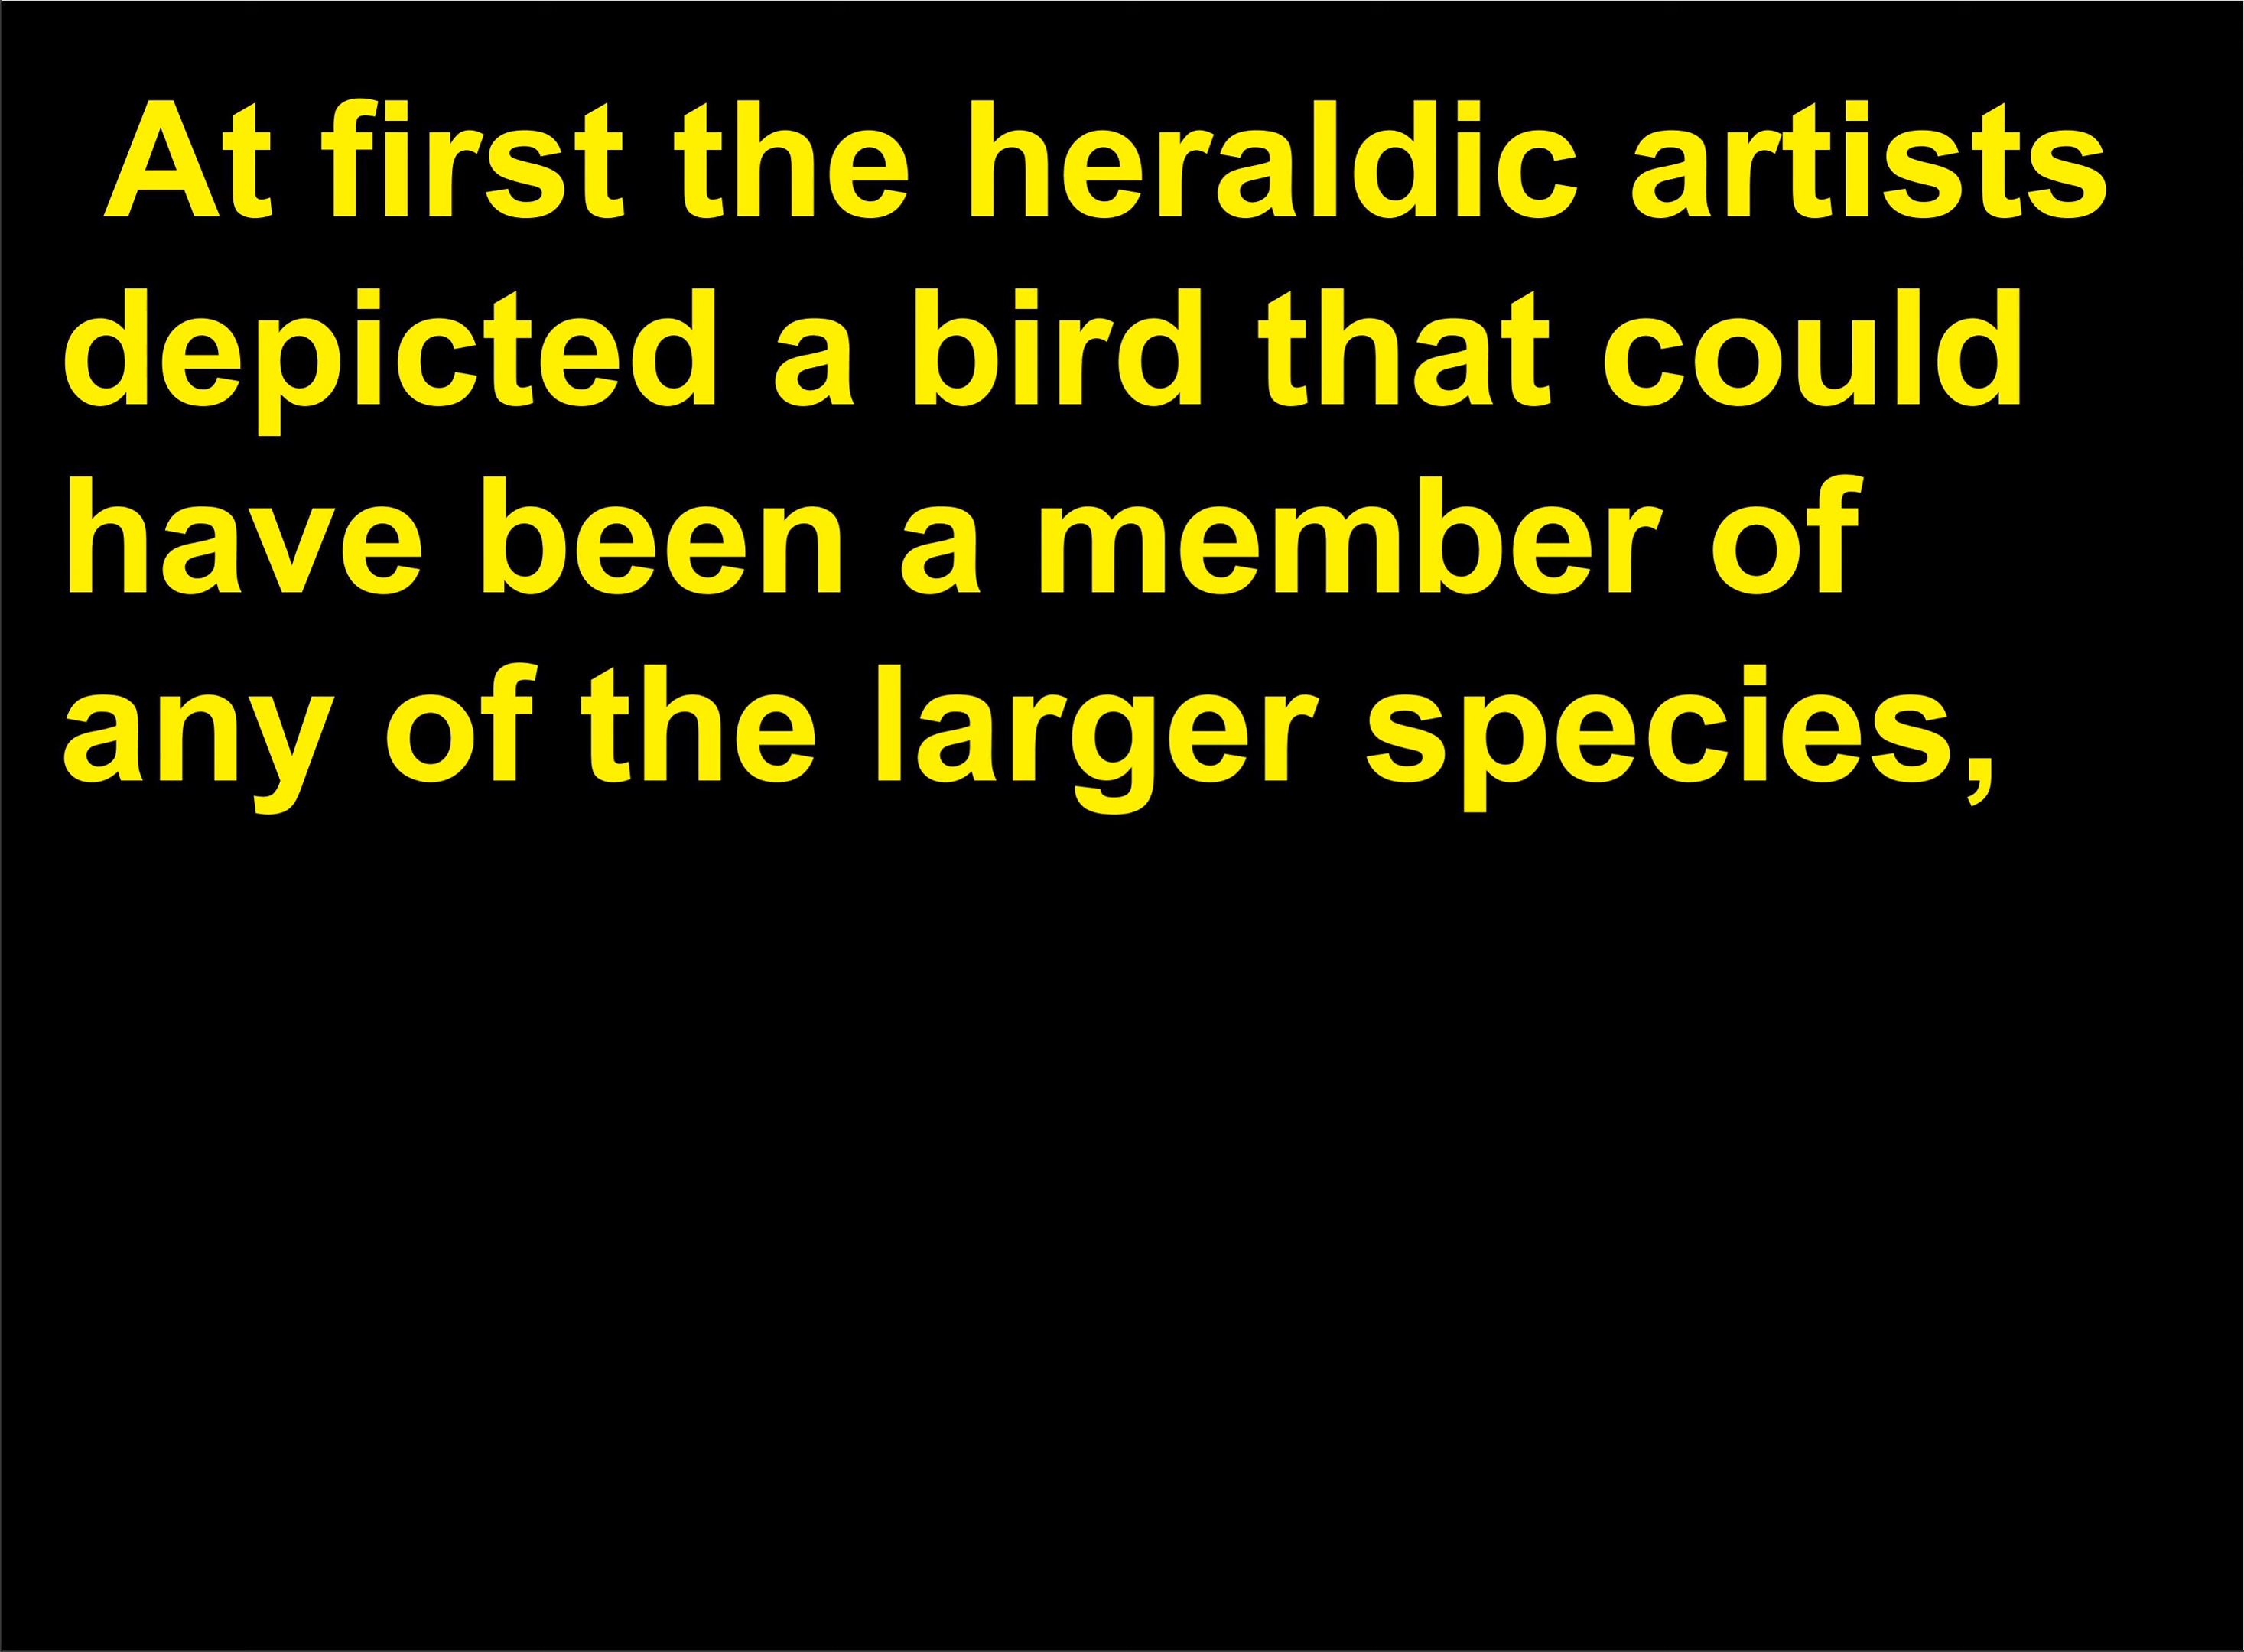 At first the heraldic artists
depicted a bird that could
have been a member of
any of the larger species,